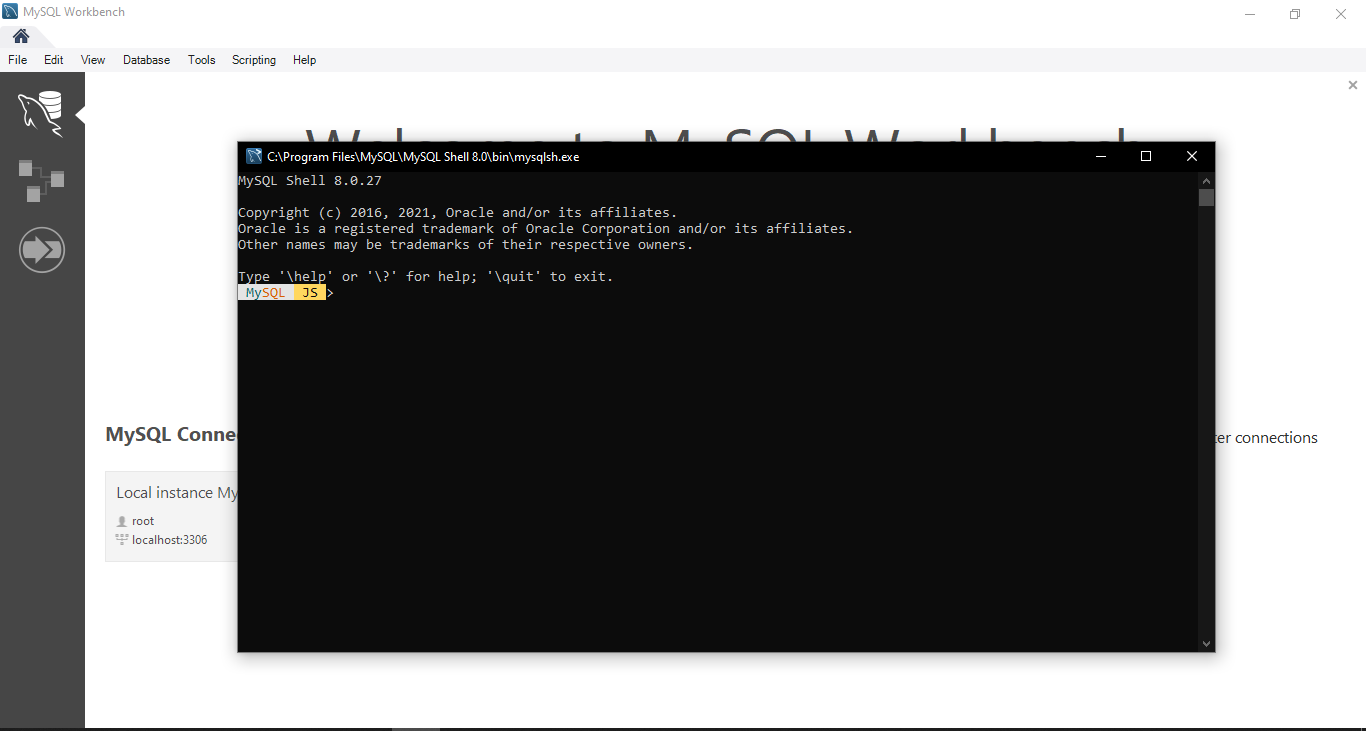 MySQL Workbench
File Edit View Database Tools Scripting Help
C:\Program Files\MySQL\MySQL Shell 8.0\bin\mysqlsh.exe
MySQL Shell 8.0.27
Copyright (c) 2016, 2021, Oracle and/or its affiliates.
Oracle is a registered trademark of Oracle Corporation and/or its affiliates.
Other names may be trademarks of their respective owners.
Type '\help' or '\?' for help; '\quit' to exit.
MySQL JS >
MySQL Conne
connections
Local instance My
root
localhost:3306